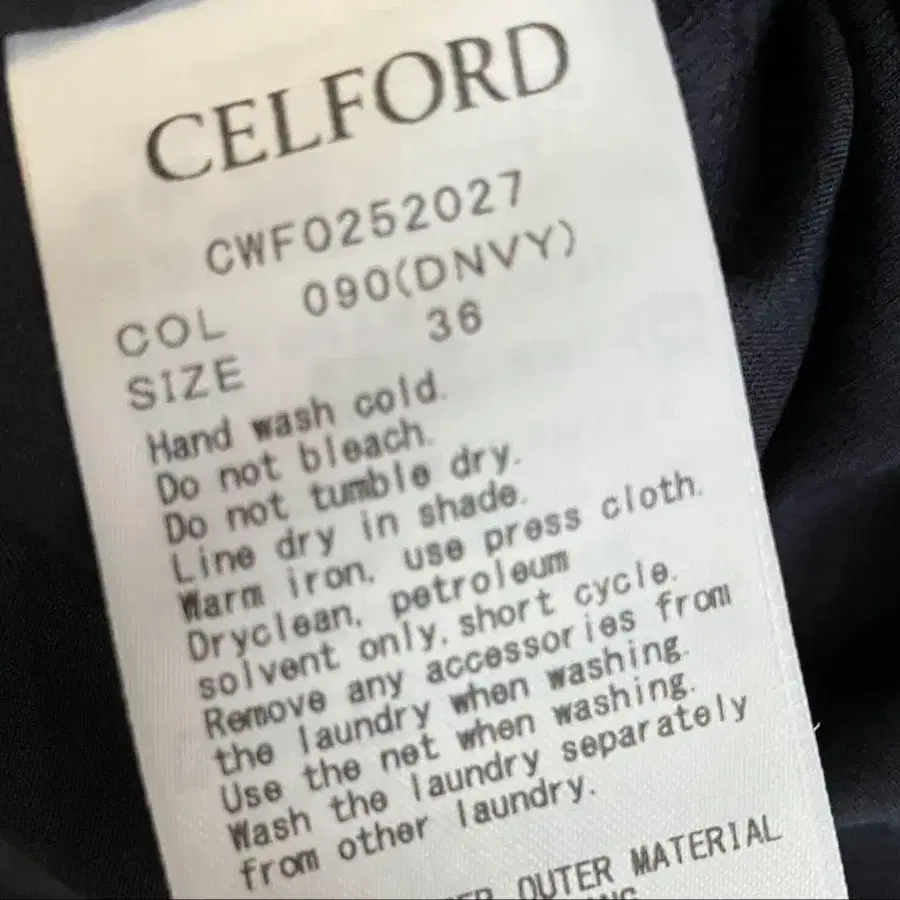 CELFORD
CWFO252027
COL 090(DNVY)
SIZE 36
Hand wash cold.
Do not bleach.
Do not tumble dry.
Line dry in shade.
Warm iron, use press cloth.
Dryclean, petroleum
solvent only, short cycle.
Remove any accessories from
the laundry when washing.
Use the net when washing.
Wash the laundry separately
from other laundry.
OUTER MATERIAL